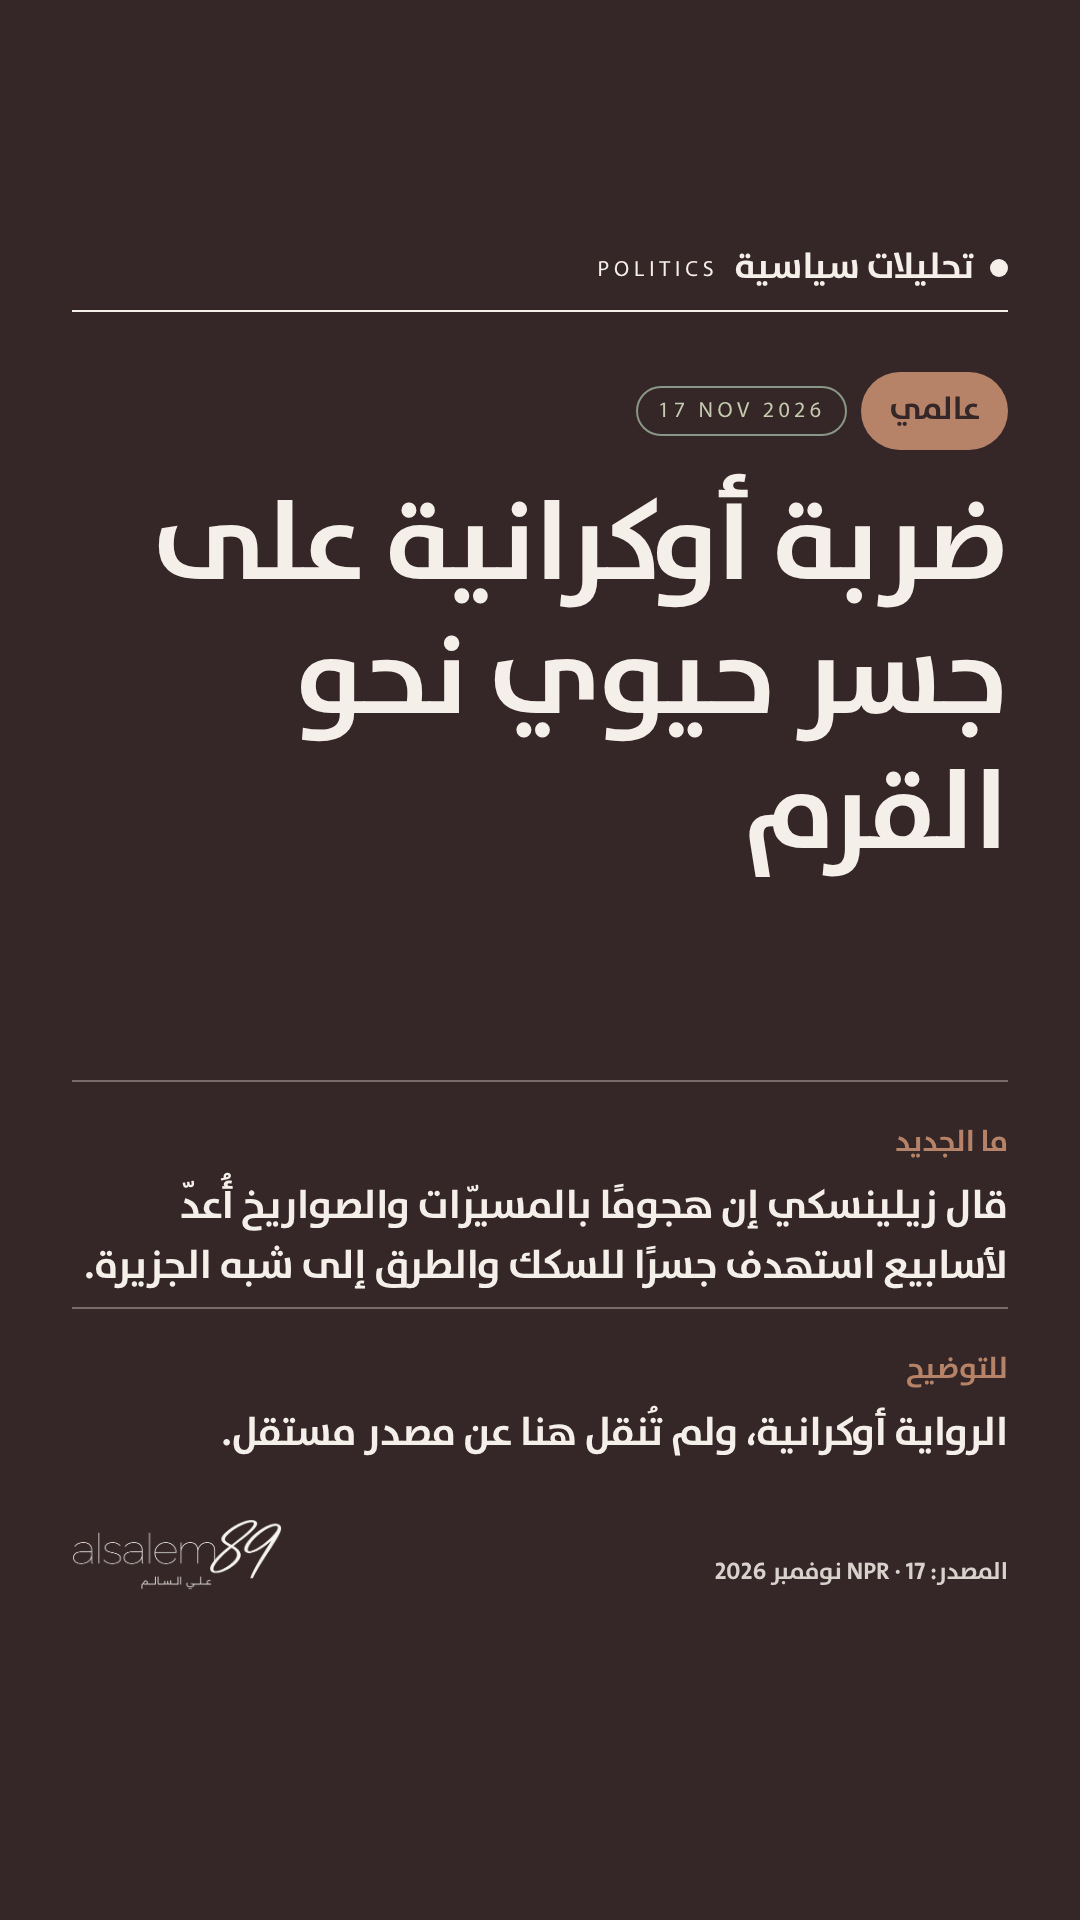 تحليلات سياسية POLITICS
عالمي 17 NOV 2026
ضربة أوكرانية على
جسر حيوي نحو
القرم
ما الجديد
قال زيلينسكي إن هجومًا بالمسيّرات والصواريخ أُعدّ
لأسابيع استهدف جسرًا للسكك والطرق إلى شبه الجزيرة.
للتوضيح
الرواية أوكرانية، ولم تُنقل هنا عن مصدر مستقل.
المصدر: NPR · 17 نوفمبر 2026
alsalem89
علي السالم